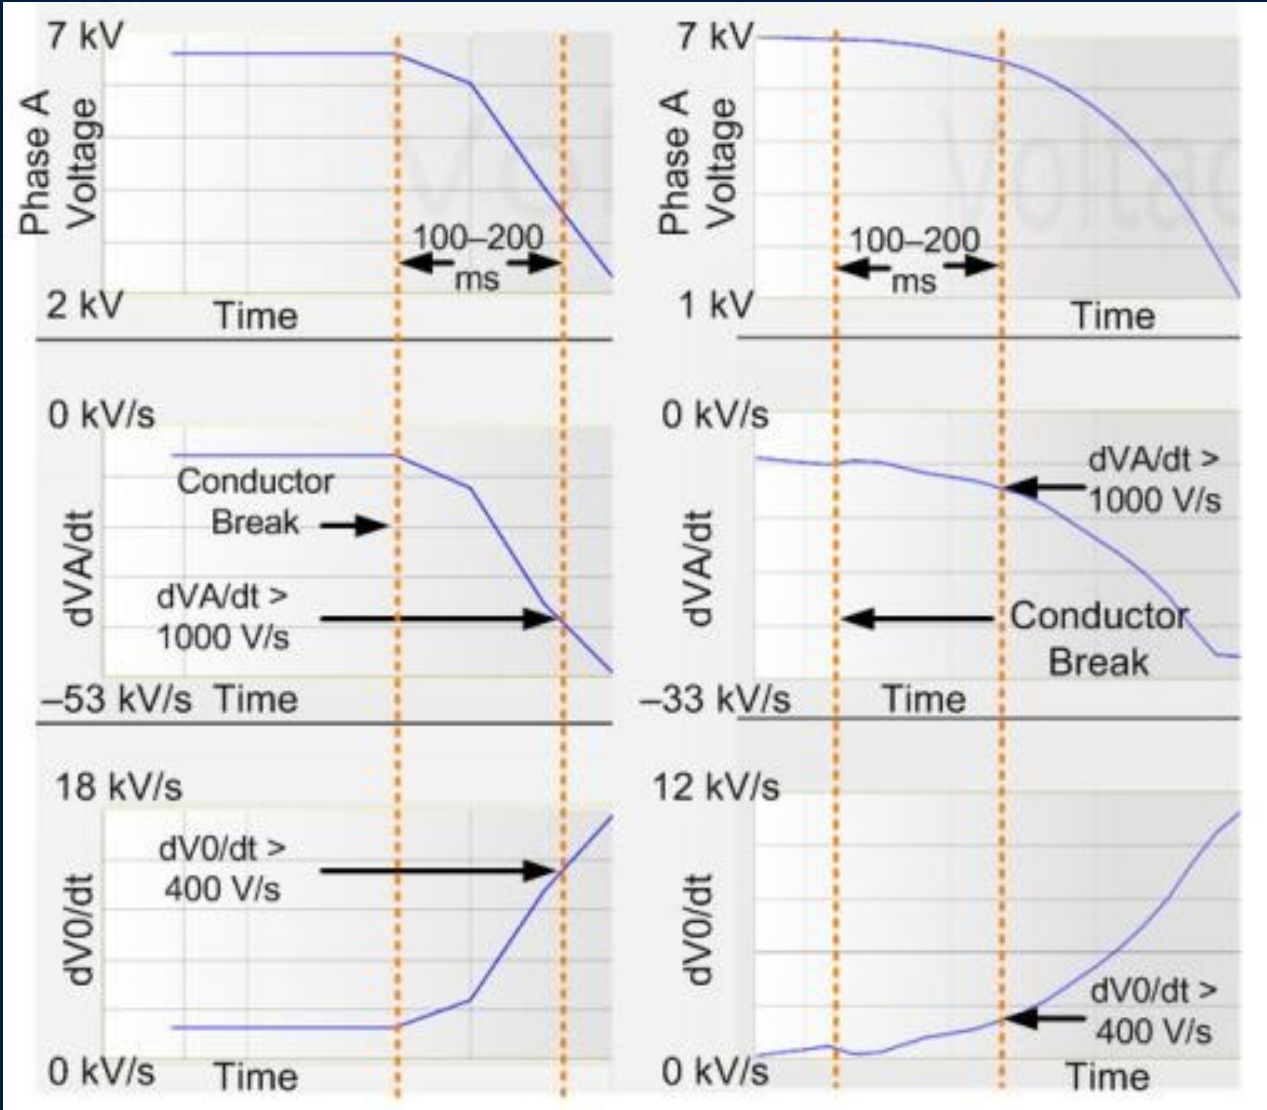 7 kV
Phase A
Voltage
100–200
ms
2 kV
Time
7 kV
Phase A
Voltage
100–200
ms
1 kV
Time
0 kV/s
dVA/dt
Conductor
Break
dVA/dt >
1000 V/s
–53 kV/s
Time
0 kV/s
dVA/dt
dVA/dt >
1000 V/s
Conductor
Break
–33 kV/s
Time
18 kV/s
dV0/dt
dV0/dt >
400 V/s
0 kV/s
Time
12 kV/s
dV0/dt
dV0/dt >
400 V/s
0 kV/s
Time